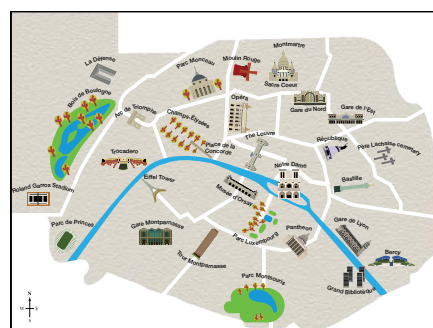 Montmartre
Moulin Rouge
Parc Monceau
La Défense
Sacre Coeur
Bois de Boulogne
Opéra
Gare du Nord
Gare de l'Est
Arc de Triomphe
Champs-Élysées
The Louvre
République
Père Lachaise cemetery
Place de la
Concorde
Trocadero
Notre Dame
Eiffel Tower
Bastille
Roland Garros Stadium
Musée d'Orsay
Parc de Princes
Gare Montparnasse
Parc Luxembourg
Pantheon
Gare de Lyon
Tour Montparnasse
Bercy
Parc Montsouris
Grand Bibliotèque
N
W
E
S